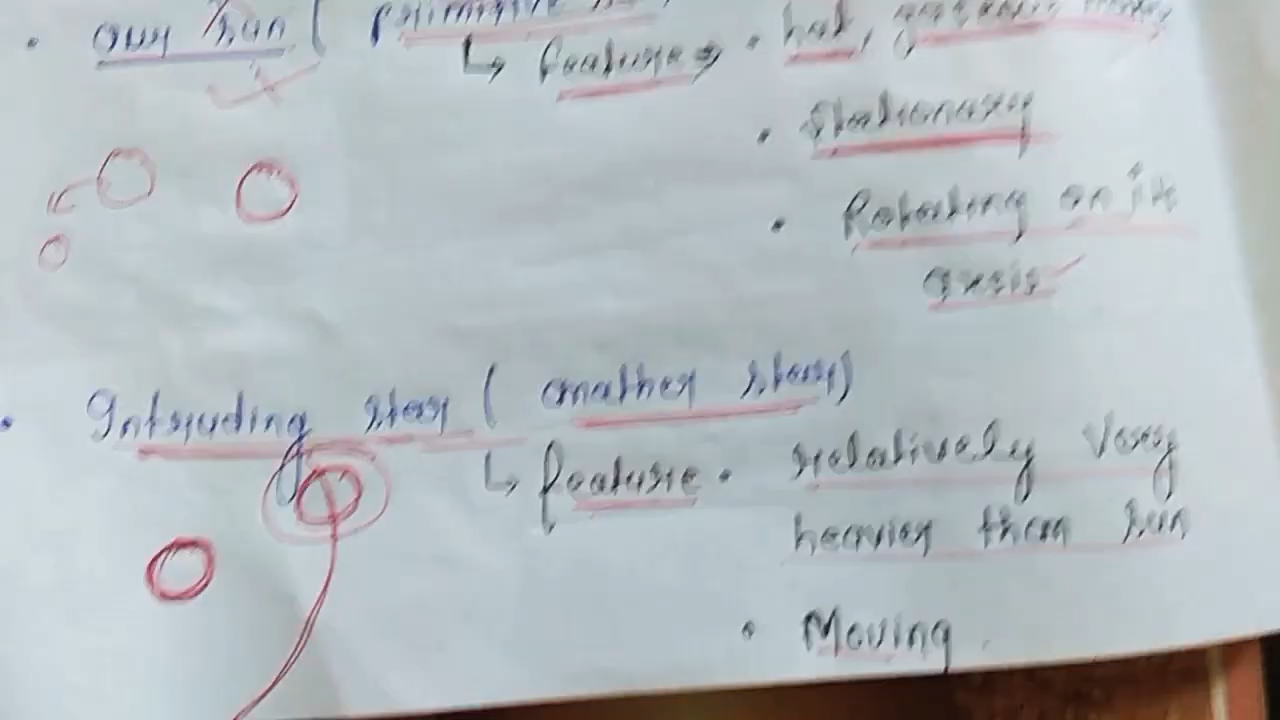 our sun (
↳ features • hot, gaseous
• Stationary
• Rotating on its
axis
• Intruding star ( another star)
↳ feature • relatively very
heavier than sun
• Moving.